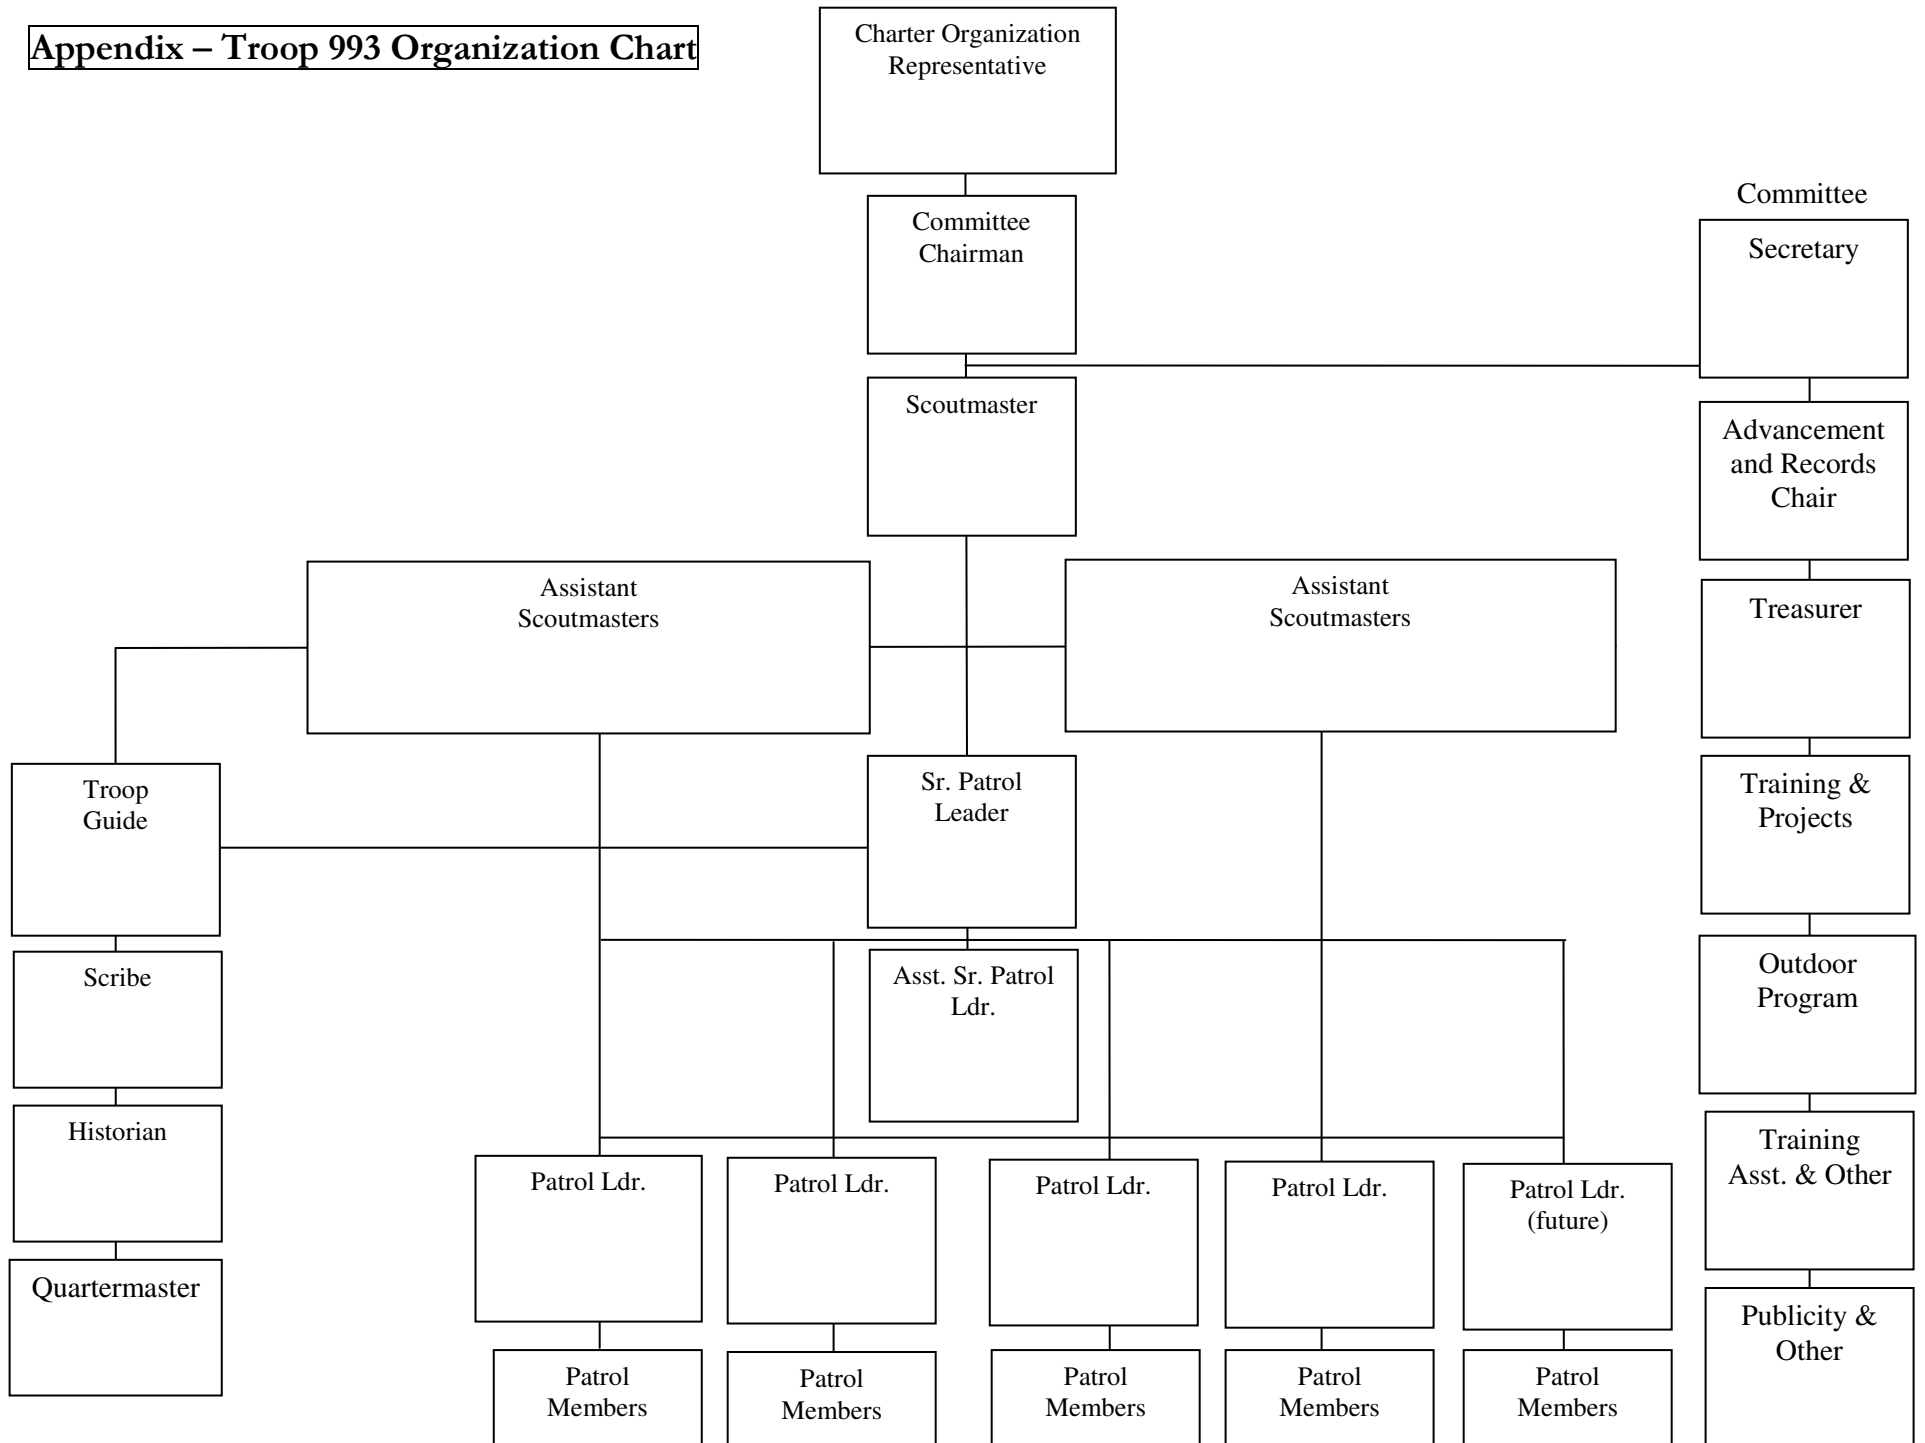 Appendix – Troop 993 Organization Chart
Charter Organization
Representative
Committee
Chairman
Committee
Secretary
Scoutmaster
Advancement
and Records
Chair
Assistant
Scoutmasters
Assistant
Scoutmasters
Treasurer
Troop
Guide
Sr. Patrol
Leader
Training &
Projects
Scribe
Asst. Sr. Patrol
Ldr.
Outdoor
Program
Historian
Training
Asst. & Other
Patrol Ldr.
Patrol Ldr.
Patrol Ldr.
Patrol Ldr.
Patrol Ldr.
(future)
Quartermaster
Publicity &
Other
Patrol
Members
Patrol
Members
Patrol
Members
Patrol
Members
Patrol
Members